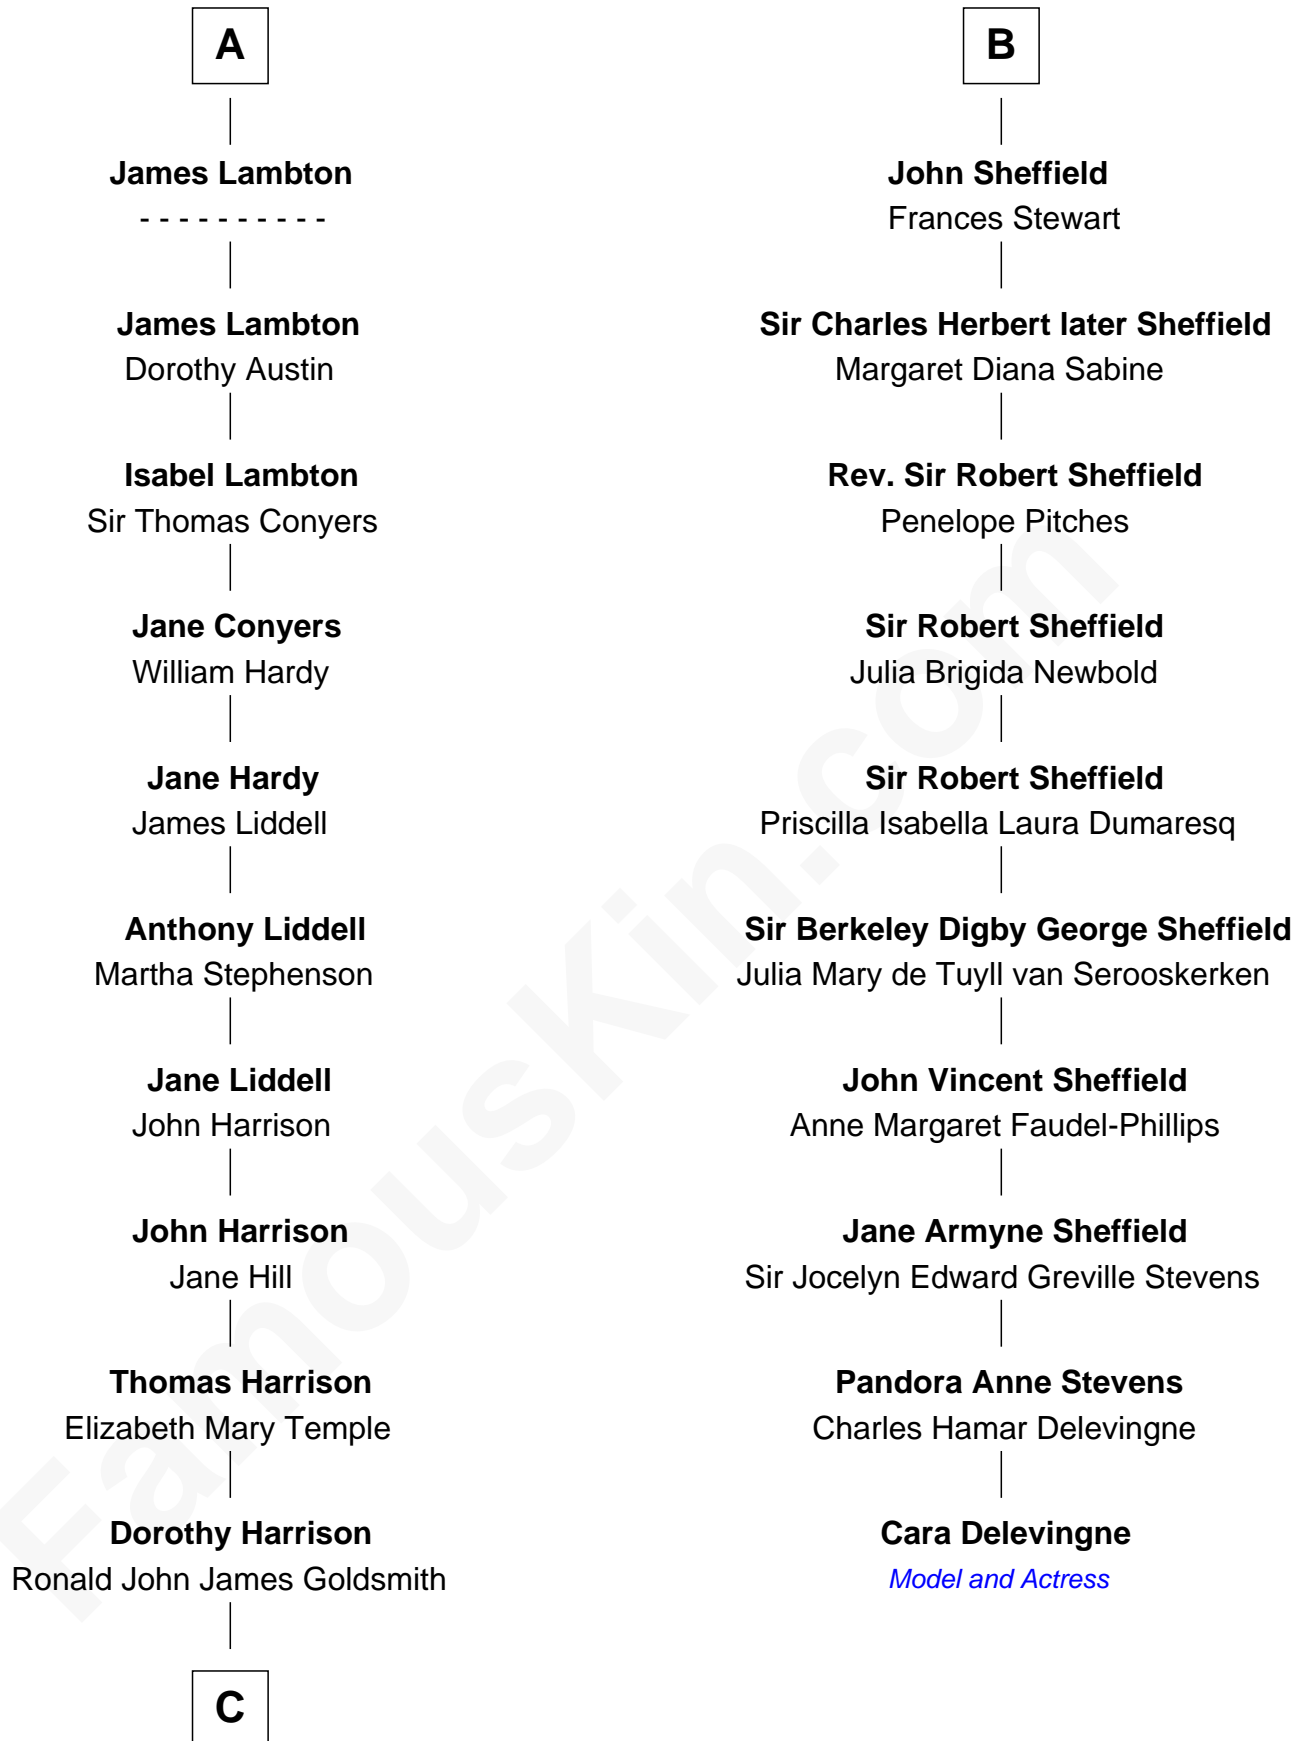 A
James Lambton
- - - - - - - - - -
James Lambton
Dorothy Austin
Isabel Lambton
Sir Thomas Conyers
Jane Conyers
William Hardy
Jane Hardy
James Liddell
Anthony Liddell
Martha Stephenson
Jane Liddell
John Harrison
John Harrison
Jane Hill
Thomas Harrison
Elizabeth Mary Temple
Dorothy Harrison
Ronald John James Goldsmith
C
B
John Sheffield
Frances Stewart
Sir Charles Herbert later Sheffield
Margaret Diana Sabine
Rev. Sir Robert Sheffield
Penelope Pitches
Sir Robert Sheffield
Julia Brigida Newbold
Sir Robert Sheffield
Priscilla Isabella Laura Dumaresq
Sir Berkeley Digby George Sheffield
Julia Mary de Tuyll van Serooskerken
John Vincent Sheffield
Anne Margaret Faudel-Phillips
Jane Armyne Sheffield
Sir Jocelyn Edward Greville Stevens
Pandora Anne Stevens
Charles Hamar Delevingne
Cara Delevingne
Model and Actress
FamousKin.com